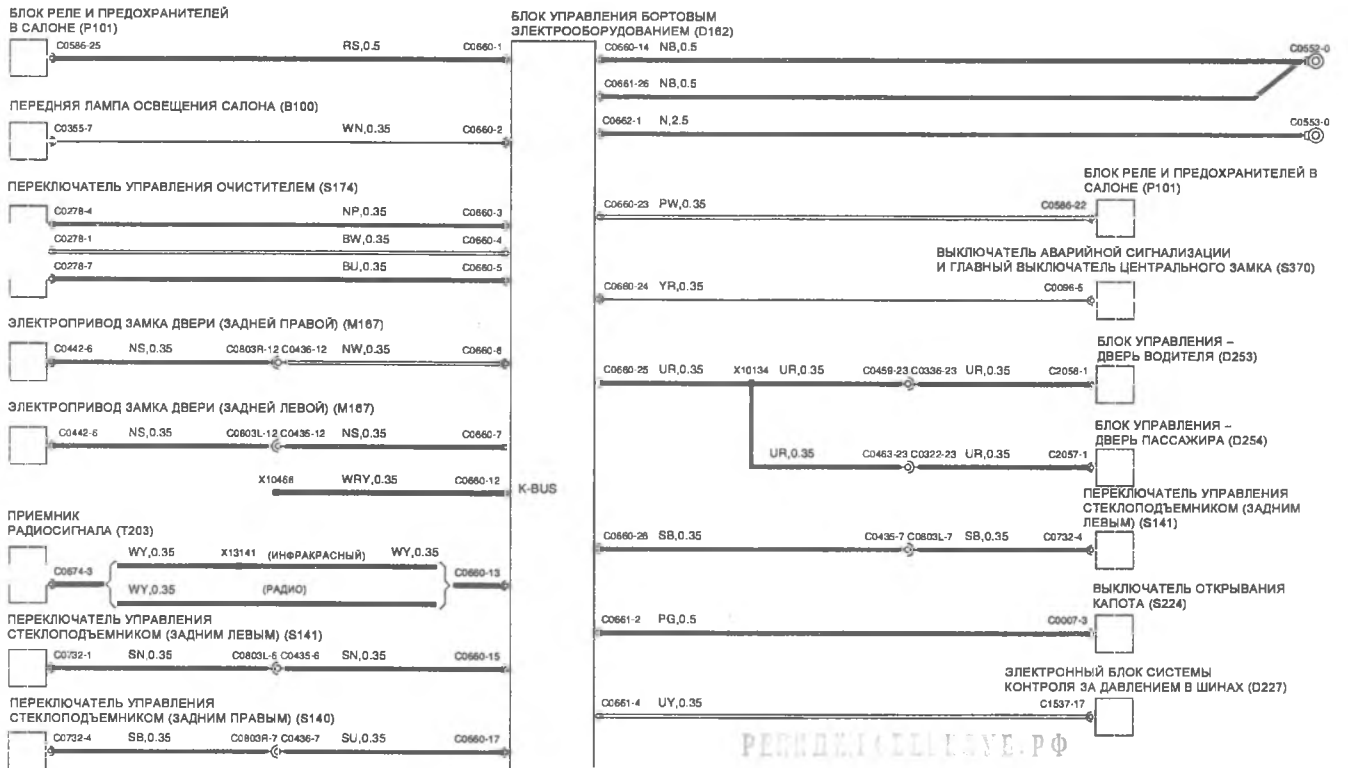 БЛОК РЕЛЕ И ПРЕДОХРАНИТЕЛЕЙ
В САЛОНЕ (P101)
C0586-25 RS,0.5 C0660-1
ПЕРЕДНЯЯ ЛАМПА ОСВЕЩЕНИЯ САЛОНА (B100)
C0355-7 WN,0.35 C0660-2
ПЕРЕКЛЮЧАТЕЛЬ УПРАВЛЕНИЯ ОЧИСТИТЕЛЕМ (S174)
C0278-4 NP,0.35 C0660-3
C0278-1 BW,0.35 C0660-4
C0278-7 BU,0.35 C0660-5
ЭЛЕКТРОПРИВОД ЗАМКА ДВЕРИ (ЗАДНЕЙ ПРАВОЙ) (M167)
C0442-6 NS,0.35 C0803R-12 C0436-12 NW,0.35 C0660-6
ЭЛЕКТРОПРИВОД ЗАМКА ДВЕРИ (ЗАДНЕЙ ЛЕВОЙ) (M167)
C0442-6 NS,0.35 C0803L-12 C0435-12 NS,0.35 C0660-7
X10458 WRY,0.35 C0660-12
K-BUS
ПРИЕМНИК
РАДИОСИГНАЛА (T203)
WY,0.35 X13141 (ИНФРАКРАСНЫЙ) WY,0.35
C0674-3 C0660-13
WY,0.35 (РАДИО)
ПЕРЕКЛЮЧАТЕЛЬ УПРАВЛЕНИЯ
СТЕКЛОПОДЪЕМНИКОМ (ЗАДНИМ ЛЕВЫМ) (S141)
C0732-1 SN,0.35 C0803L-6 C0435-6 SN,0.35 C0660-15
ПЕРЕКЛЮЧАТЕЛЬ УПРАВЛЕНИЯ
СТЕКЛОПОДЪЕМНИКОМ (ЗАДНИМ ПРАВЫМ) (S140)
C0732-4 SB,0.35 C0803R-7 C0436-7 SU,0.35 C0660-17
БЛОК УПРАВЛЕНИЯ БОРТОВЫМ
ЭЛЕКТРООБОРУДОВАНИЕМ (D162)
C0660-14 NB,0.5 C0552-0
C0661-26 NB,0.5
C0662-1 N,2.5 C0553-0
БЛОК РЕЛЕ И ПРЕДОХРАНИТЕЛЕЙ В
САЛОНЕ (P101)
C0660-23 PW,0.35 C0586-22
ВЫКЛЮЧАТЕЛЬ АВАРИЙНОЙ СИГНАЛИЗАЦИИ
И ГЛАВНЫЙ ВЫКЛЮЧАТЕЛЬ ЦЕНТРАЛЬНОГО ЗАМКА (S370)
C0660-24 YR,0.35 C0096-5
БЛОК УПРАВЛЕНИЯ –
ДВЕРЬ ВОДИТЕЛЯ (D253)
C0660-25 UR,0.35 X10134 UR,0.35 C0459-23 C0336-23 UR,0.35 C2056-1
БЛОК УПРАВЛЕНИЯ –
ДВЕРЬ ПАССАЖИРА (D254)
UR,0.35 C0463-23 C0322-23 UR,0.35 C2057-1
ПЕРЕКЛЮЧАТЕЛЬ УПРАВЛЕНИЯ
СТЕКЛОПОДЪЕМНИКОМ (ЗАДНИМ
ЛЕВЫМ) (S141)
C0660-26 SB,0.35 C0435-7 C0803L-7 SB,0.35 C0732-4
ВЫКЛЮЧАТЕЛЬ ОТКРЫВАНИЯ
КАПОТА (S224)
C0661-2 PG,0.5 C0007-3
ЭЛЕКТРОННЫЙ БЛОК СИСТЕМЫ
КОНТРОЛЯ ЗА ДАВЛЕНИЕМ В ШИНАХ (D227)
C0661-4 UY,0.35 C1537-17